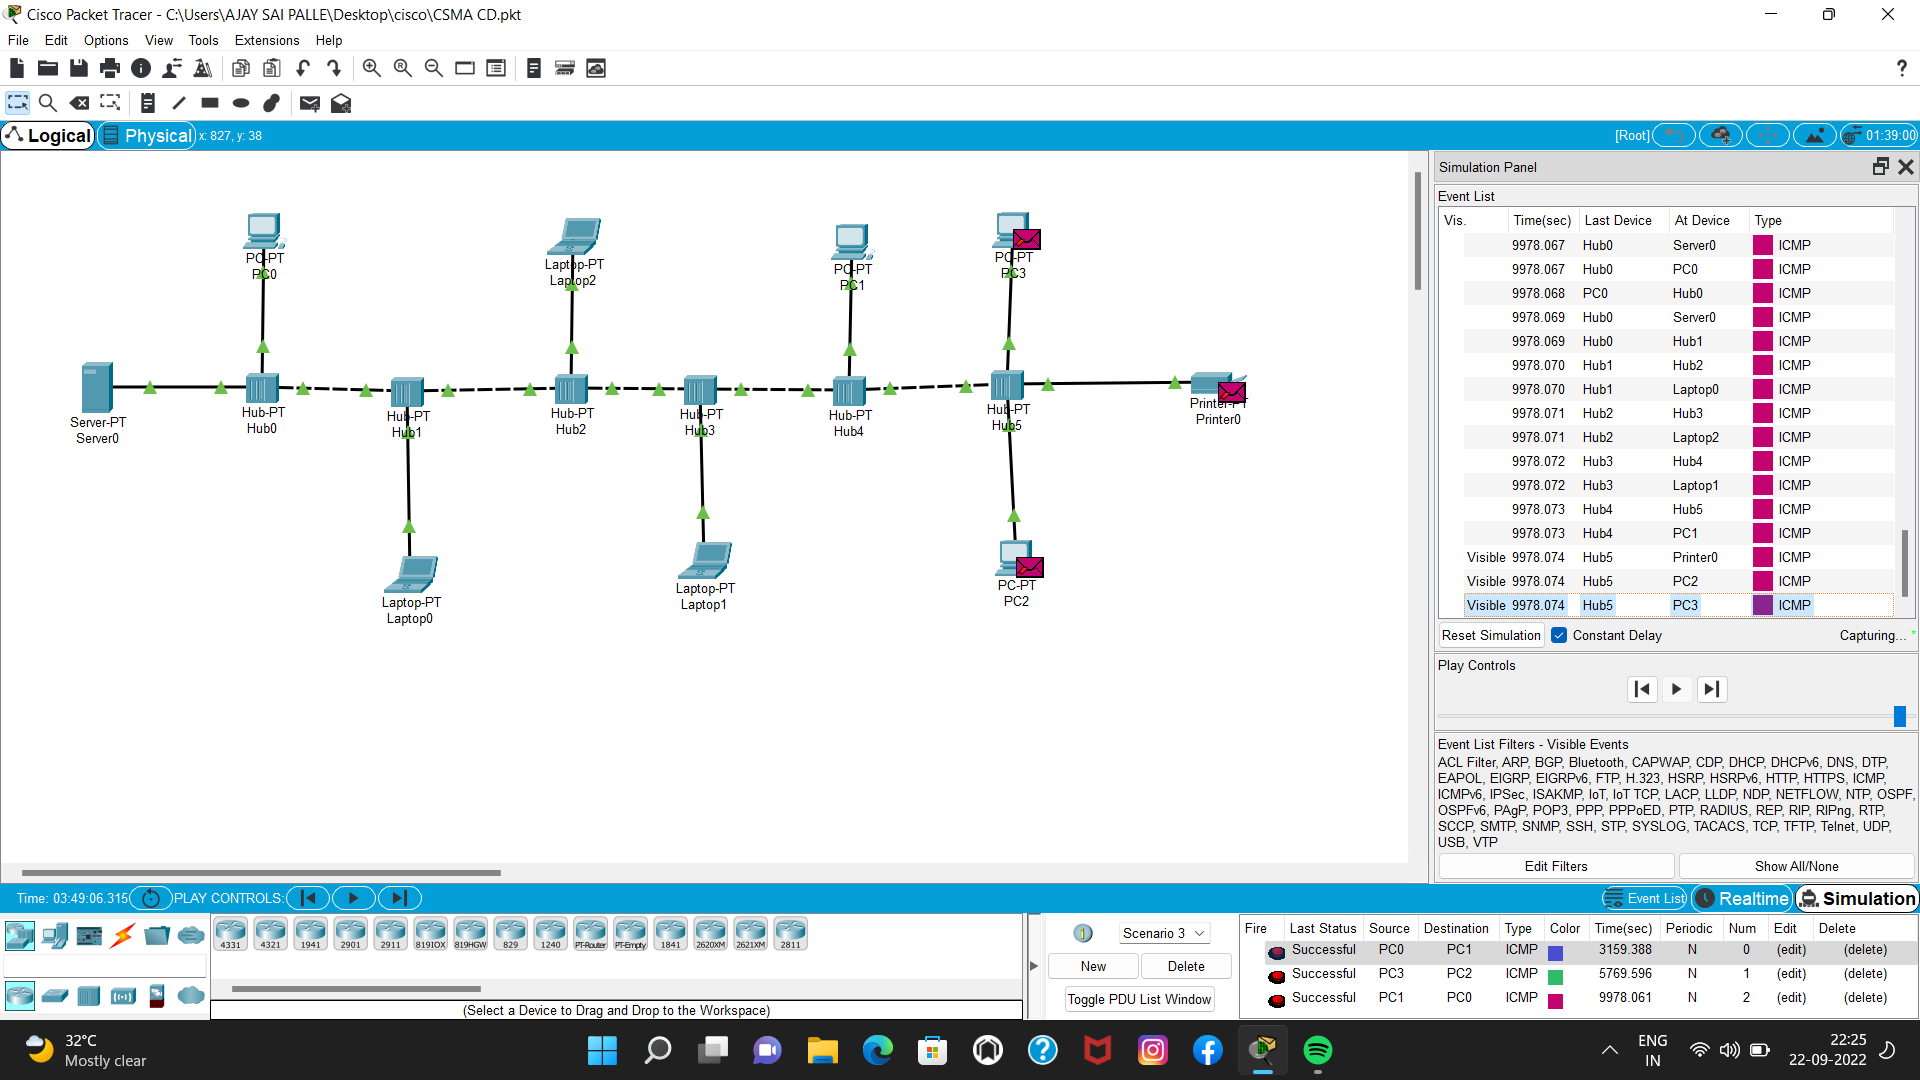 Cisco Packet Tracer - C:\Users\AJAY SAI PALLE\Desktop\cisco\CSMA CD.pkt
File Edit Options View Tools Extensions Help
?
Logical Physical x: 827, y: 38 [Root] 01:39:00
PC-PT
PC0
Laptop-PT
Laptop2
PC-PT
PC1
PC-PT
PC3
Server-PT
Server0
Hub-PT
Hub0
Hub-PT
Hub1
Hub-PT
Hub2
Hub-PT
Hub3
Hub-PT
Hub4
Hub-PT
Hub5
Printer-PT
Printer0
Laptop-PT
Laptop0
Laptop-PT
Laptop1
PC-PT
PC2
Simulation Panel
Event List
Vis. Time(sec) Last Device At Device Type
9978.067 Hub0 Server0 ICMP
9978.067 Hub0 PC0 ICMP
9978.068 PC0 Hub0 ICMP
9978.069 Hub0 Server0 ICMP
9978.069 Hub0 Hub1 ICMP
9978.070 Hub1 Hub2 ICMP
9978.070 Hub1 Laptop0 ICMP
9978.071 Hub2 Hub3 ICMP
9978.071 Hub2 Laptop2 ICMP
9978.072 Hub3 Hub4 ICMP
9978.072 Hub3 Laptop1 ICMP
9978.073 Hub4 Hub5 ICMP
9978.073 Hub4 PC1 ICMP
Visible 9978.074 Hub5 Printer0 ICMP
Visible 9978.074 Hub5 PC2 ICMP
Visible 9978.074 Hub5 PC3 ICMP
Reset Simulation Constant Delay Capturing... *
Play Controls
Event List Filters - Visible Events
ACL Filter, ARP, BGP, Bluetooth, CAPWAP, CDP, DHCP, DHCPv6, DNS, DTP,
EAPOL, EIGRP, EIGRPv6, FTP, H.323, HSRP, HSRPv6, HTTP, HTTPS, ICMP,
ICMPv6, IPSec, ISAKMP, IoT, IoT TCP, LACP, LLDP, NDP, NETFLOW, NTP, OSPF,
OSPFv6, PAgP, POP3, PPP, PPPoED, PTP, RADIUS, REP, RIP, RIPng, RTP,
SCCP, SMTP, SNMP, SSH, STP, SYSLOG, TACACS, TCP, TFTP, Telnet, UDP,
USB, VTP
Edit Filters Show All/None
Time: 03:49:06.315 PLAY CONTROLS: Event List Realtime Simulation
4331 4321 1941 2901 2911 819IOX 819HGW 829 1240 PT-Router PT-Empty 1841 2620XM 2621XM 2811
(Select a Device to Drag and Drop to the Workspace)
Scenario 3
New Delete
Toggle PDU List Window
Fire Last Status Source Destination Type Color Time(sec) Periodic Num Edit Delete
Successful PC0 PC1 ICMP 3159.388 N 0 (edit) (delete)
Successful PC3 PC2 ICMP 5769.596 N 1 (edit) (delete)
Successful PC1 PC0 ICMP 9978.061 N 2 (edit) (delete)
32°C
Mostly clear
ENG
IN
22:25
22-09-2022